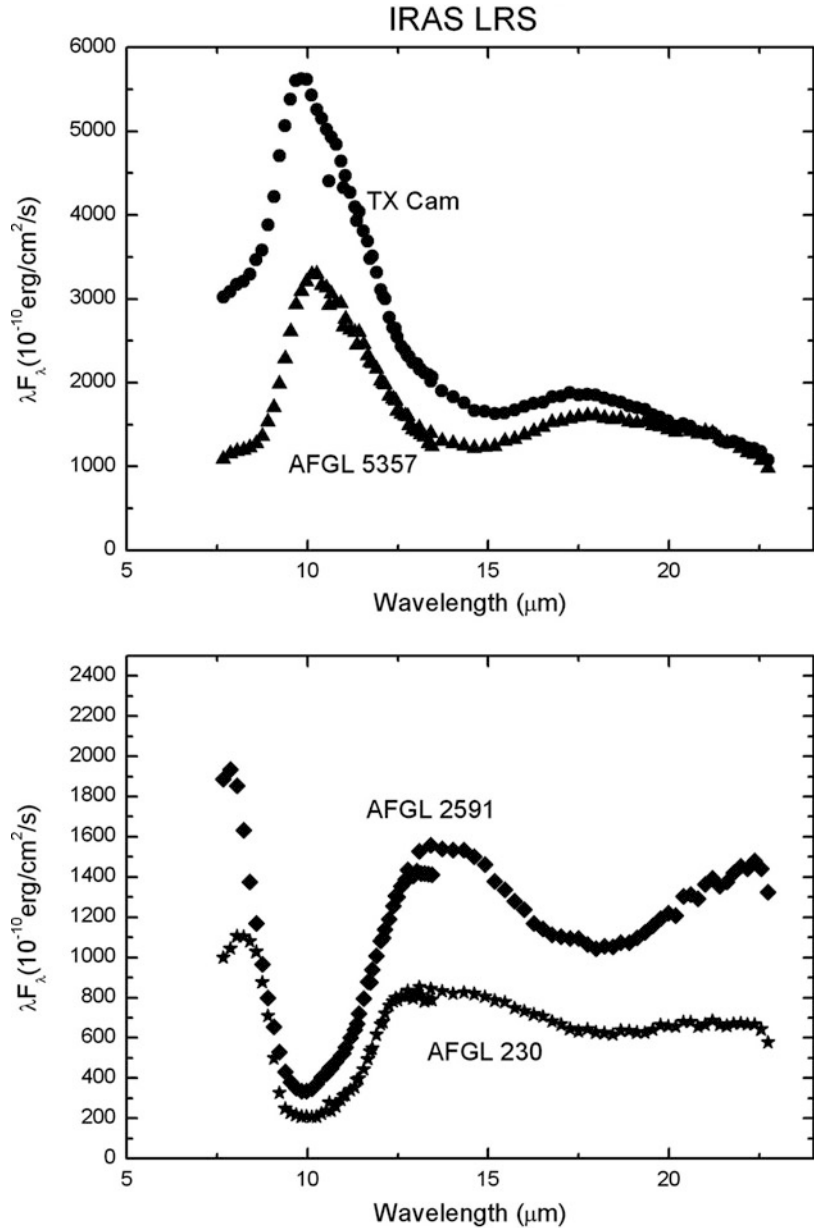 IRAS LRS
6000
5000
4000
3000
2000
1000
0
λFλ (10⁻¹⁰erg/cm²/s)
TX Cam
AFGL 5357
5 10 15 20
Wavelength (μm)
2400
2200
2000
1800
1600
1400
1200
1000
800
600
400
200
0
λFλ (10⁻¹⁰erg/cm²/s)
AFGL 2591
AFGL 230
5 10 15 20
Wavelength (μm)